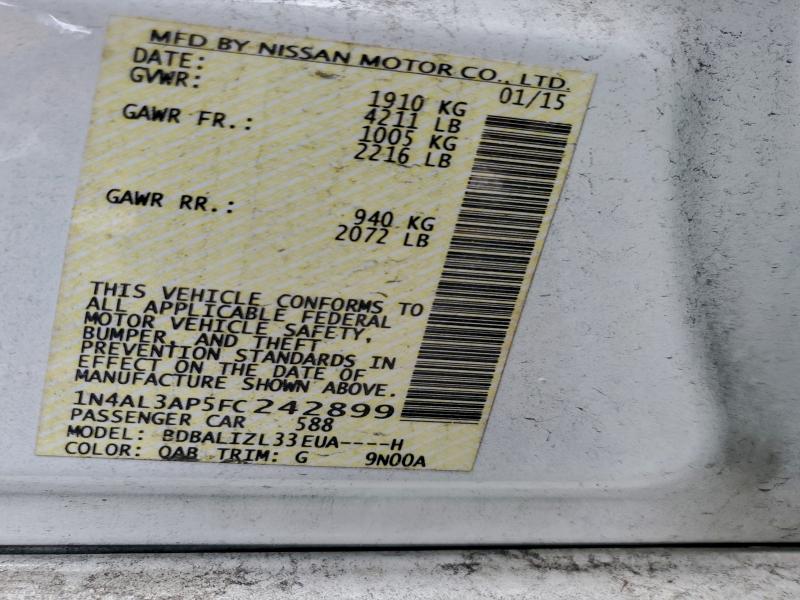 MFD BY NISSAN MOTOR CO., LTD.
DATE: 01/15
GVWR: 1910 KG
4211 LB
GAWR FR.: 1005 KG
2216 LB
GAWR RR.: 940 KG
2072 LB
THIS VEHICLE CONFORMS TO
ALL APPLICABLE FEDERAL
MOTOR VEHICLE SAFETY,
BUMPER, AND THEFT
PREVENTION STANDARDS IN
EFFECT ON THE DATE OF
MANUFACTURE SHOWN ABOVE.
1N4AL3AP5FC242899
PASSENGER CAR 588
MODEL: BDBALIZL33EUA----H
COLOR: QAB TRIM: G 9N00A